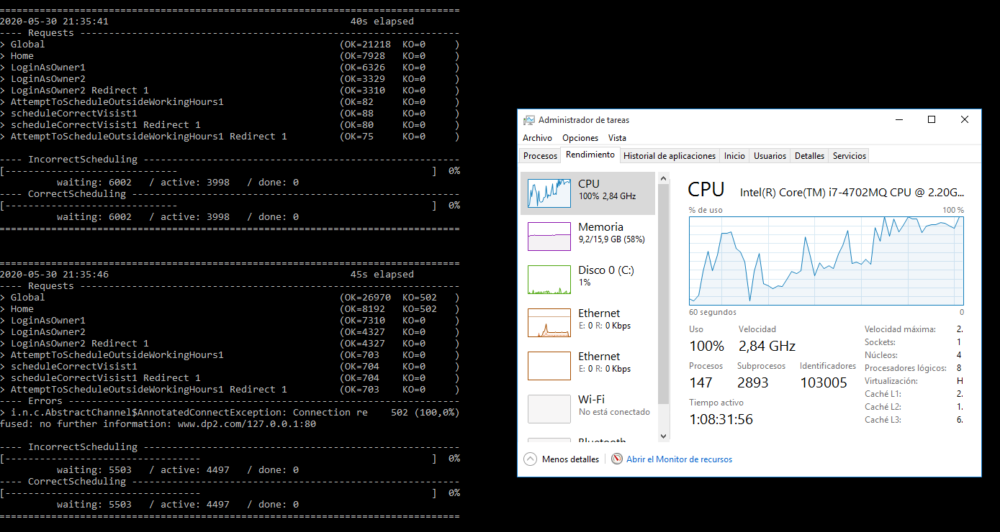 ================================================================================
2020-05-30 21:35:41                                          40s elapsed
---- Requests ------------------------------------------------------------------
> Global                                                   (OK=21218  KO=0     )
> Home                                                     (OK=7928   KO=0     )
> LoginAsOwner1                                            (OK=6326   KO=0     )
> LoginAsOwner2                                            (OK=3329   KO=0     )
> LoginAsOwner2 Redirect 1                                 (OK=3310   KO=0     )
> AttemptToScheduleOutsideWorkingHours1                    (OK=82     KO=0     )
> scheduleCorrectVisist1                                   (OK=88     KO=0     )
> scheduleCorrectVisist1 Redirect 1                        (OK=80     KO=0     )
> AttemptToScheduleOutsideWorkingHours1 Redirect 1         (OK=75     KO=0     )
---- IncorrectScheduling -------------------------------------------------------
[------------------------------                                            ]  0%
          waiting: 6002   / active: 3998   / done: 0
---- CorrectScheduling ---------------------------------------------------------
[------------------------------                                            ]  0%
          waiting: 6002   / active: 3998   / done: 0
================================================================================
================================================================================
2020-05-30 21:35:46                                          45s elapsed
---- Requests ------------------------------------------------------------------
> Global                                                   (OK=26970  KO=502   )
> Home                                                     (OK=8192   KO=502   )
> LoginAsOwner1                                            (OK=7310   KO=0     )
> LoginAsOwner2                                            (OK=4327   KO=0     )
> LoginAsOwner2 Redirect 1                                 (OK=4327   KO=0     )
> AttemptToScheduleOutsideWorkingHours1                    (OK=703    KO=0     )
> scheduleCorrectVisist1                                   (OK=704    KO=0     )
> scheduleCorrectVisist1 Redirect 1                        (OK=704    KO=0     )
> AttemptToScheduleOutsideWorkingHours1 Redirect 1         (OK=703    KO=0     )
---- Errors --------------------------------------------------------------------
> i.n.c.AbstractChannel$AnnotatedConnectException: Connection re    502 (100,0%)
fused: no further information: www.dp2.com/127.0.0.1:80
---- IncorrectScheduling -------------------------------------------------------
[----------------------------------                                        ]  0%
          waiting: 5503   / active: 4497   / done: 0
---- CorrectScheduling ---------------------------------------------------------
[----------------------------------                                        ]  0%
          waiting: 5503   / active: 4497   / done: 0
================================================================================
Administrador de tareas
Archivo Opciones Vista
Procesos Rendimiento Historial de aplicaciones Inicio Usuarios Detalles Servicios
CPU
100% 2,84 GHz
Memoria
9,2/15,9 GB (58%)
Disco 0 (C:)
1%
Ethernet
E: 0 R: 0 Kbps
Ethernet
E: 0 R: 0 Kbps
Wi-Fi
No está conectado
Bluetooth
CPU Intel(R) Core(TM) i7-4702MQ CPU @ 2.20G...
% de uso 100 %
60 segundos 0
Uso Velocidad
100% 2,84 GHz
Procesos Subprocesos Identificadores
147 2893 103005
Tiempo activo
1:08:31:56
Velocidad máxima: 2.
Sockets: 1
Núcleos: 4
Procesadores lógicos: 8
Virtualización: H
Caché L1: 2.
Caché L2: 1.
Caché L3: 6.
Menos detalles Abrir el Monitor de recursos